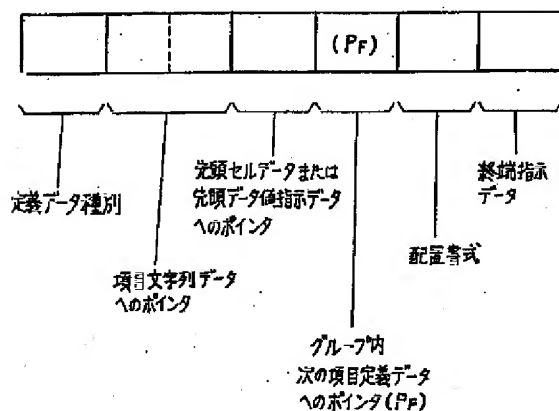 (PF)
定義データ種別
項目文字列データ
へのポインタ
先頭セルデータまたは
先頭データ値指示データ
へのポインタ
グループ内
次の項目定義データ
へのポインタ(PF)
配置書式
終端指示
データ